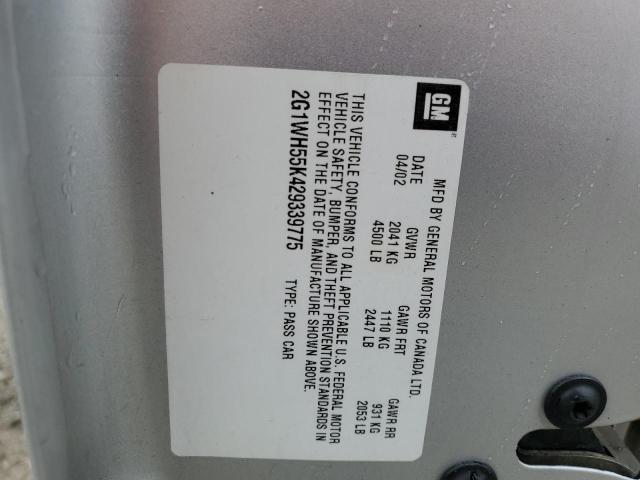 GM
MFD BY GENERAL MOTORS OF CANADA LTD.
DATE GVWR GAWR FRT GAWR RR
04/02 2041 KG 1110 KG 931 KG
4500 LB 2447 LB 2053 LB
THIS VEHICLE CONFORMS TO ALL APPLICABLE U.S. FEDERAL MOTOR
VEHICLE SAFETY, BUMPER, AND THEFT PREVENTION STANDARDS IN
EFFECT ON THE DATE OF MANUFACTURE SHOWN ABOVE.
2G1WH55K429339775 TYPE: PASS CAR